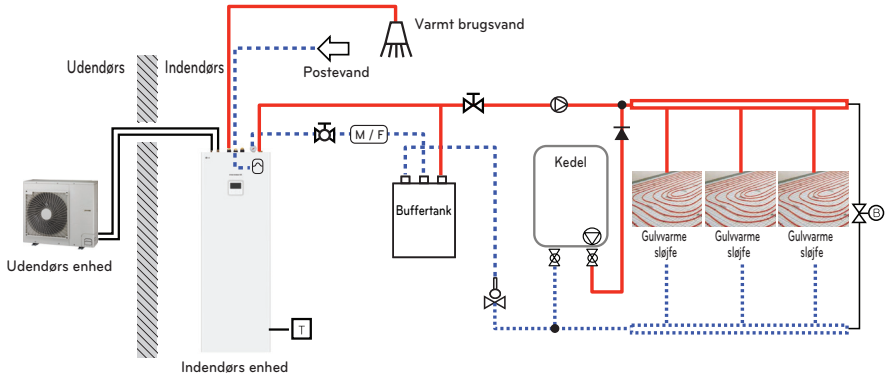 Varmt brugsvand
Udendørs
Indendørs
Postevand
M / F
Kedel
Buffertank
B
Gulvvarme
sløjfe
Gulvvarme
sløjfe
Gulvvarme
sløjfe
Udendørs enhed
T
Indendørs enhed